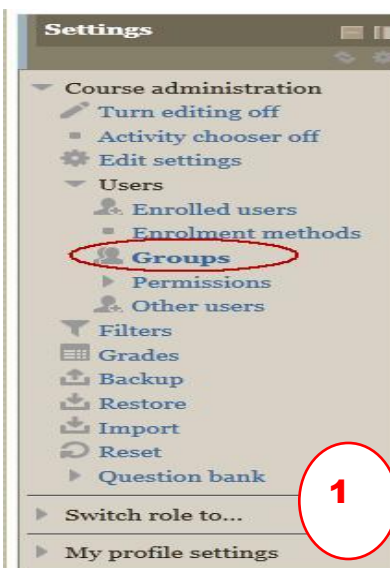 Settings
Course administration
Turn editing off
Activity chooser off
Edit settings
Users
Enrolled users
Enrolment methods
Groups
Permissions
Other users
Filters
Grades
Backup
Restore
Import
Reset
Question bank
1
Switch role to...
My profile settings